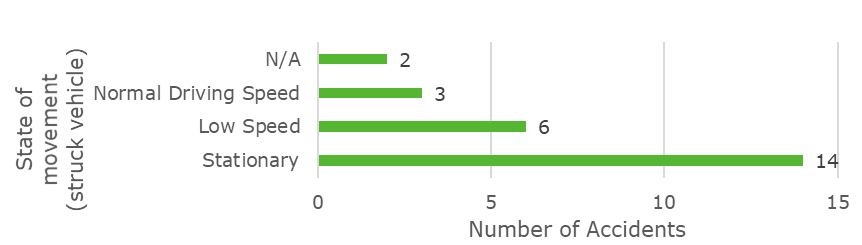 State of
movement
(struck vehicle)
N/A 2
Normal Driving Speed 3
Low Speed 6
Stationary 14
0 5 10 15
Number of Accidents